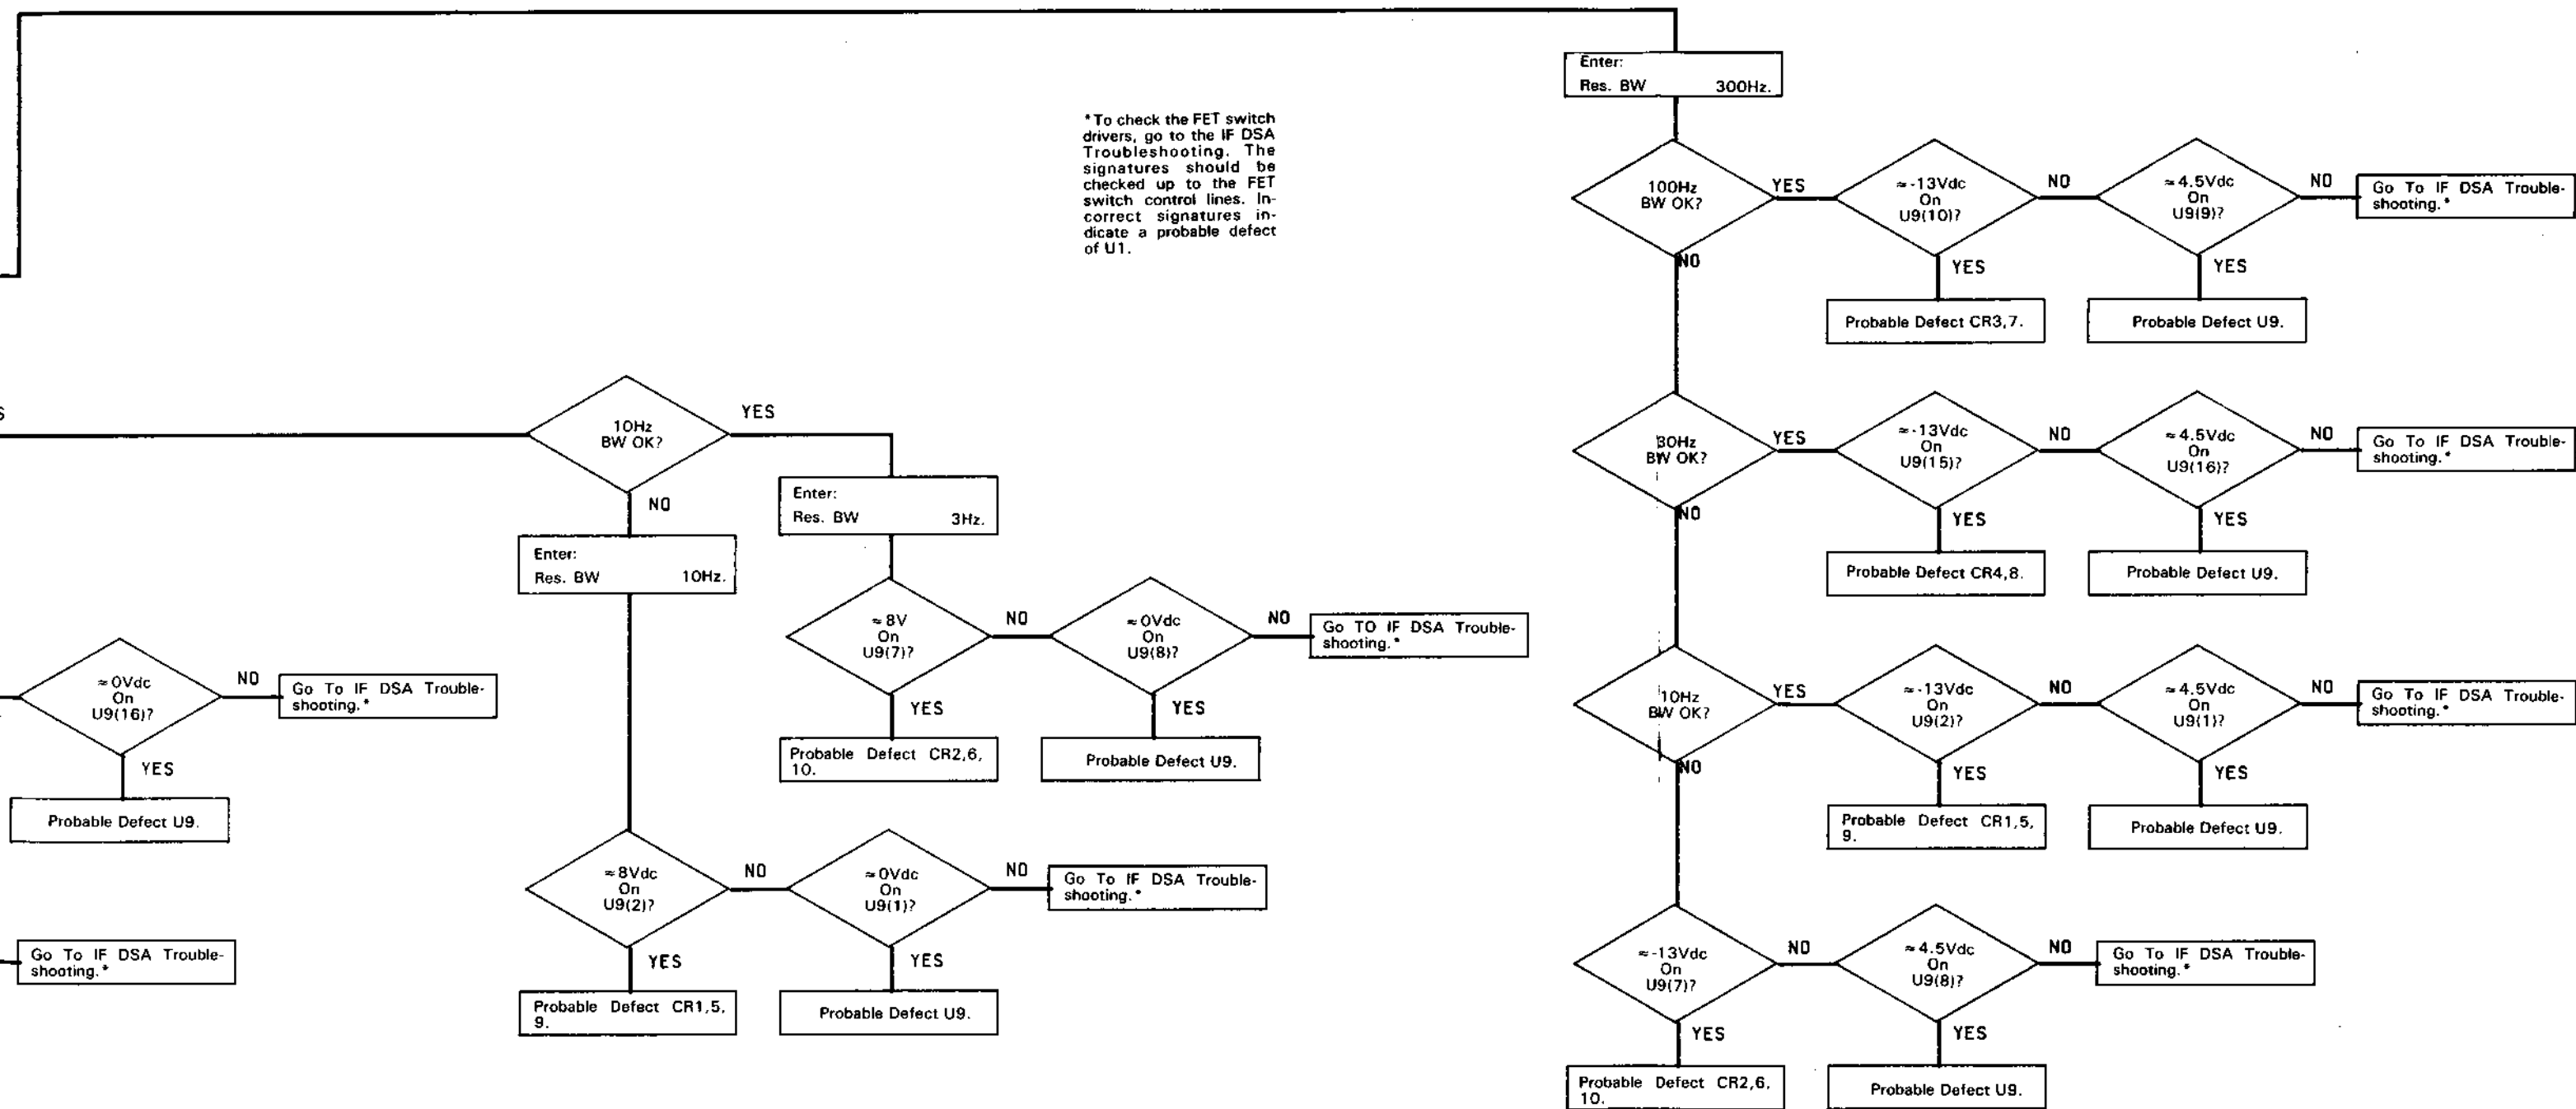 Enter:
Res. BW 300Hz.
*To check the FET switch
drivers, go to the IF DSA
Troubleshooting. The
signatures should be
checked up to the FET
switch control lines. In-
correct signatures in-
dicate a probable defect
of U1.
100Hz
BW OK?
YES
≈-13Vdc
On
U9(10)?
NO
≈4.5Vdc
On
U9(9)?
NO
Go To IF DSA Trouble-
shooting.*
NO
YES
YES
Probable Defect CR3,7.
Probable Defect U9.
S
10Hz
BW OK?
YES
NO
Enter:
Res. BW 3Hz.
Enter:
Res. BW 10Hz.
30Hz
BW OK?
YES
≈-13Vdc
On
U9(15)?
NO
≈4.5Vdc
On
U9(16)?
NO
Go To IF DSA Trouble-
shooting.*
NO
YES
YES
Probable Defect CR4,8.
Probable Defect U9.
≈8V
On
U9(7)?
NO
≈0Vdc
On
U9(8)?
NO
Go TO IF DSA Trouble-
shooting.*
YES
YES
Probable Defect CR2,6,
10.
Probable Defect U9.
≈0Vdc
On
U9(16)?
NO
Go To IF DSA Trouble-
shooting.*
YES
Probable Defect U9.
10Hz
BW OK?
YES
≈-13Vdc
On
U9(2)?
NO
≈4.5Vdc
On
U9(1)?
NO
Go To IF DSA Trouble-
shooting.*
NO
YES
YES
Probable Defect CR1,5,
9.
Probable Defect U9.
≈8Vdc
On
U9(2)?
NO
≈0Vdc
On
U9(1)?
NO
Go To IF DSA Trouble-
shooting.*
YES
YES
Probable Defect CR1,5,
9.
Probable Defect U9.
Go To IF DSA Trouble-
shooting.*
≈-13Vdc
On
U9(7)?
NO
≈4.5Vdc
On
U9(8)?
NO
Go To IF DSA Trouble-
shooting.*
YES
YES
Probable Defect CR2,6,
10.
Probable Defect U9.